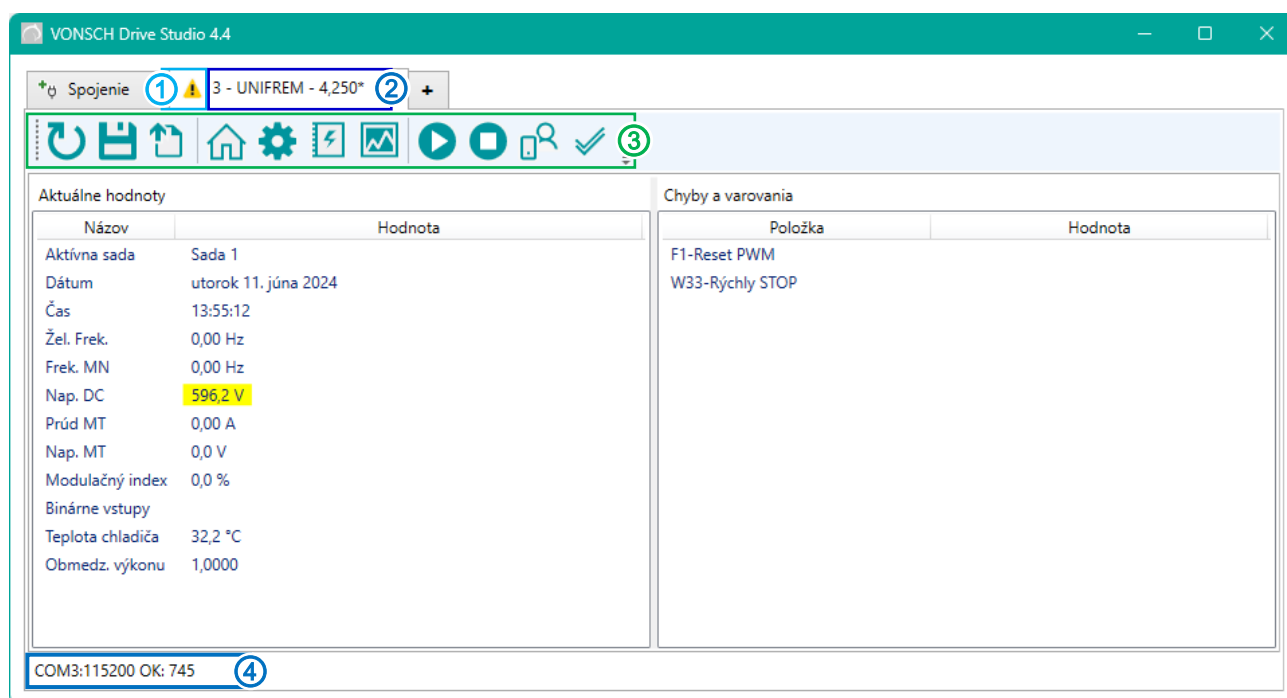 VONSCH Drive Studio 4.4
Spojenie 1 3 - UNIFREM - 4,250* 2 +
3
Aktuálne hodnoty
Názov Hodnota
Aktívna sada Sada 1
Dátum utorok 11. júna 2024
Čas 13:55:12
Žel. Frek. 0,00 Hz
Frek. MN 0,00 Hz
Nap. DC 596,2 V
Prúd MT 0,00 A
Nap. MT 0,0 V
Modulačný index 0,0 %
Binárne vstupy
Teplota chladiča 32,2 °C
Obmedz. výkonu 1,0000
Chyby a varovania
Položka Hodnota
F1-Reset PWM
W33-Rýchly STOP
COM3:115200 OK: 745 4